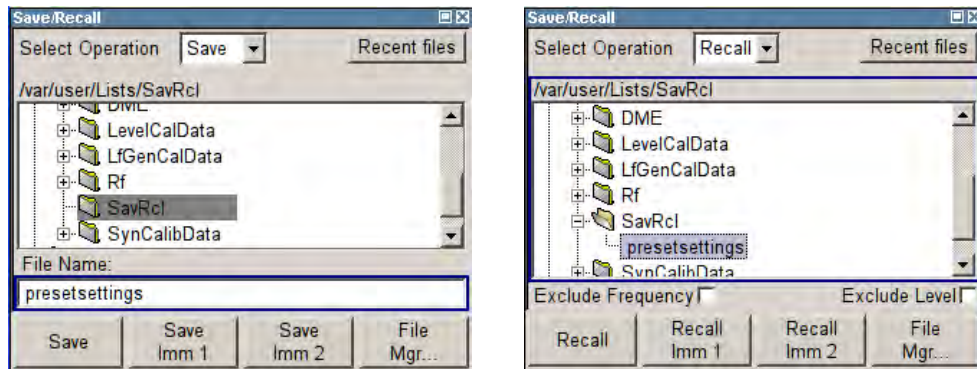 Save/Recall
Select Operation Save Recent files
/var/user/Lists/SavRcl
DME
LevelCalData
LfGenCalData
Rf
SavRcl
SynCalibData
File Name:
presetsettings
Save
Save Imm 1
Save Imm 2
File Mgr...
Save/Recall
Select Operation Recall Recent files
/var/user/Lists/SavRcl
DME
LevelCalData
LfGenCalData
Rf
SavRcl
presetsettings
SynCalibData
Exclude Frequency Exclude Level
Recall
Recall Imm 1
Recall Imm 2
File Mgr...